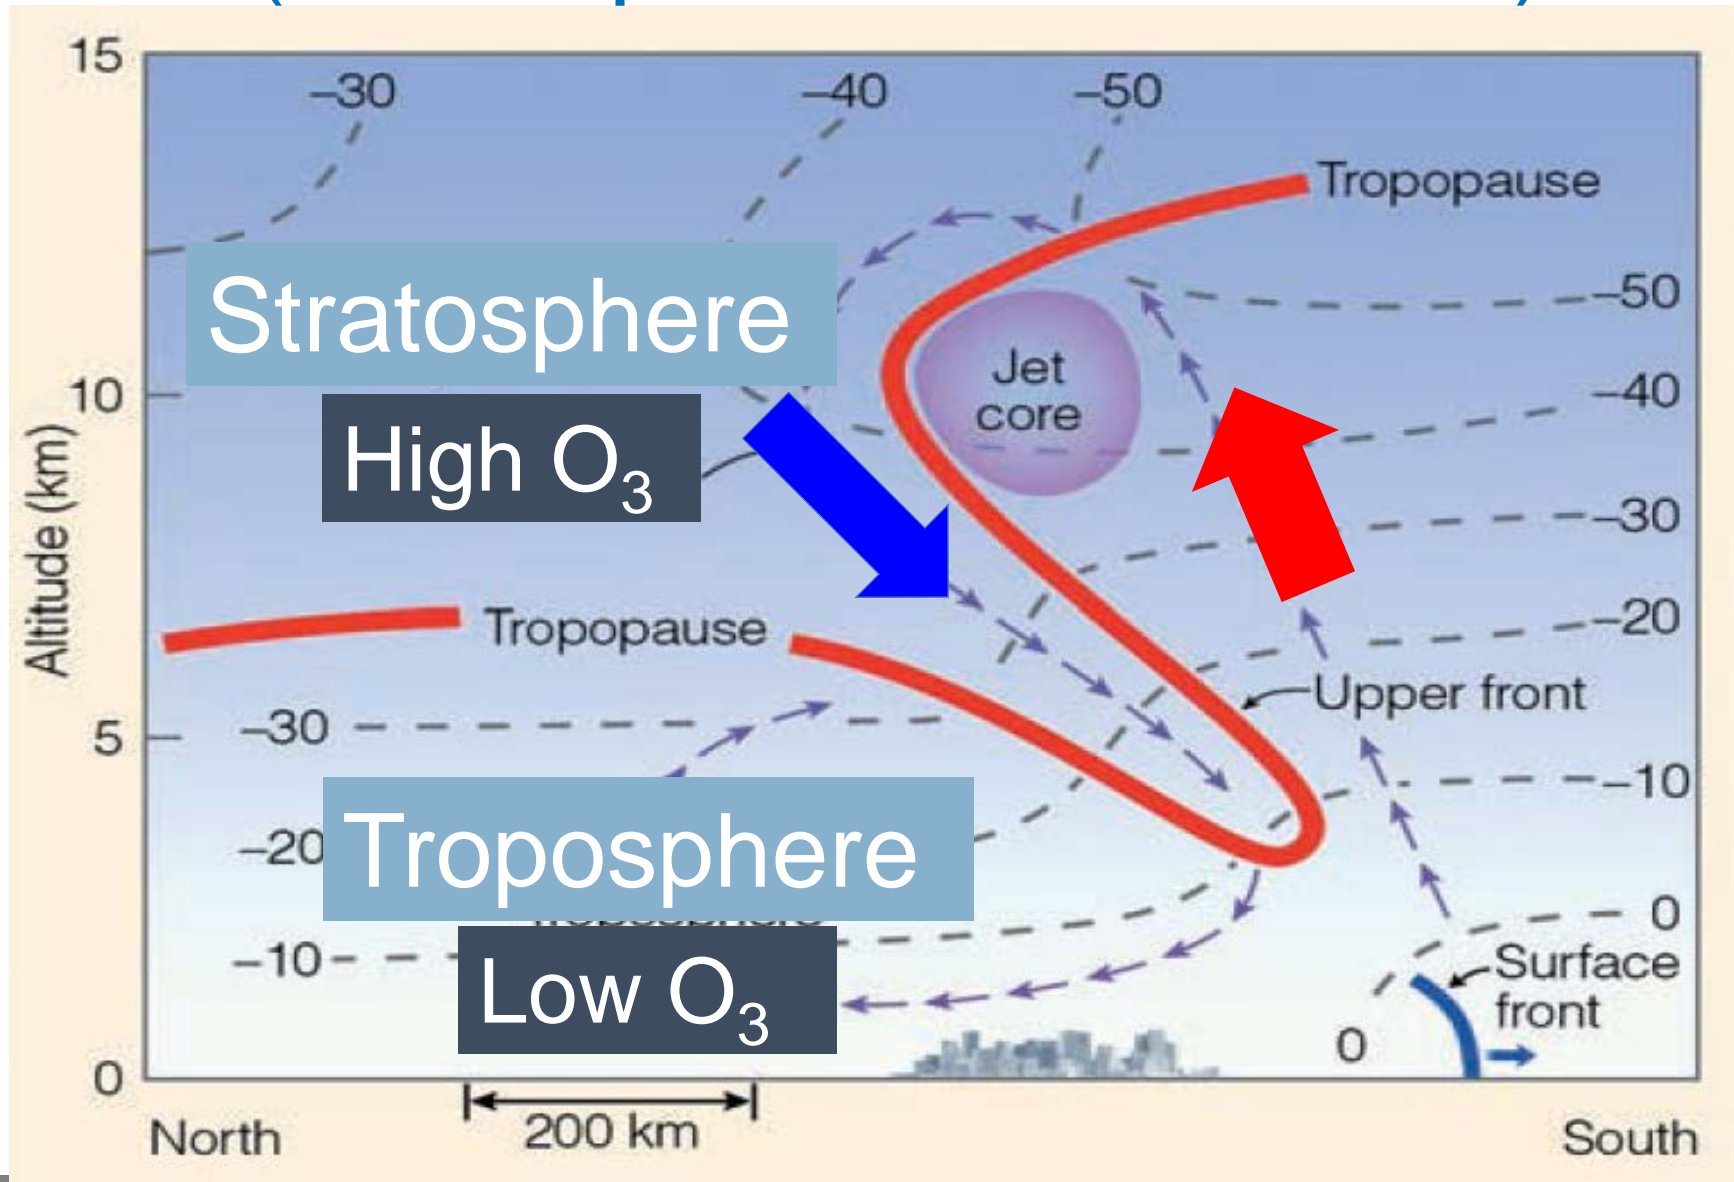 15
–30
–40
–50
Tropopause
Stratosphere
–50
Jet
core
10
–40
High O₃
Altitude (km)
–30
Tropopause
–20
Upper front
–30
5
–10
Troposphere
–20
0
–10
Low O₃
Surface
front
0
0
200 km
North
South